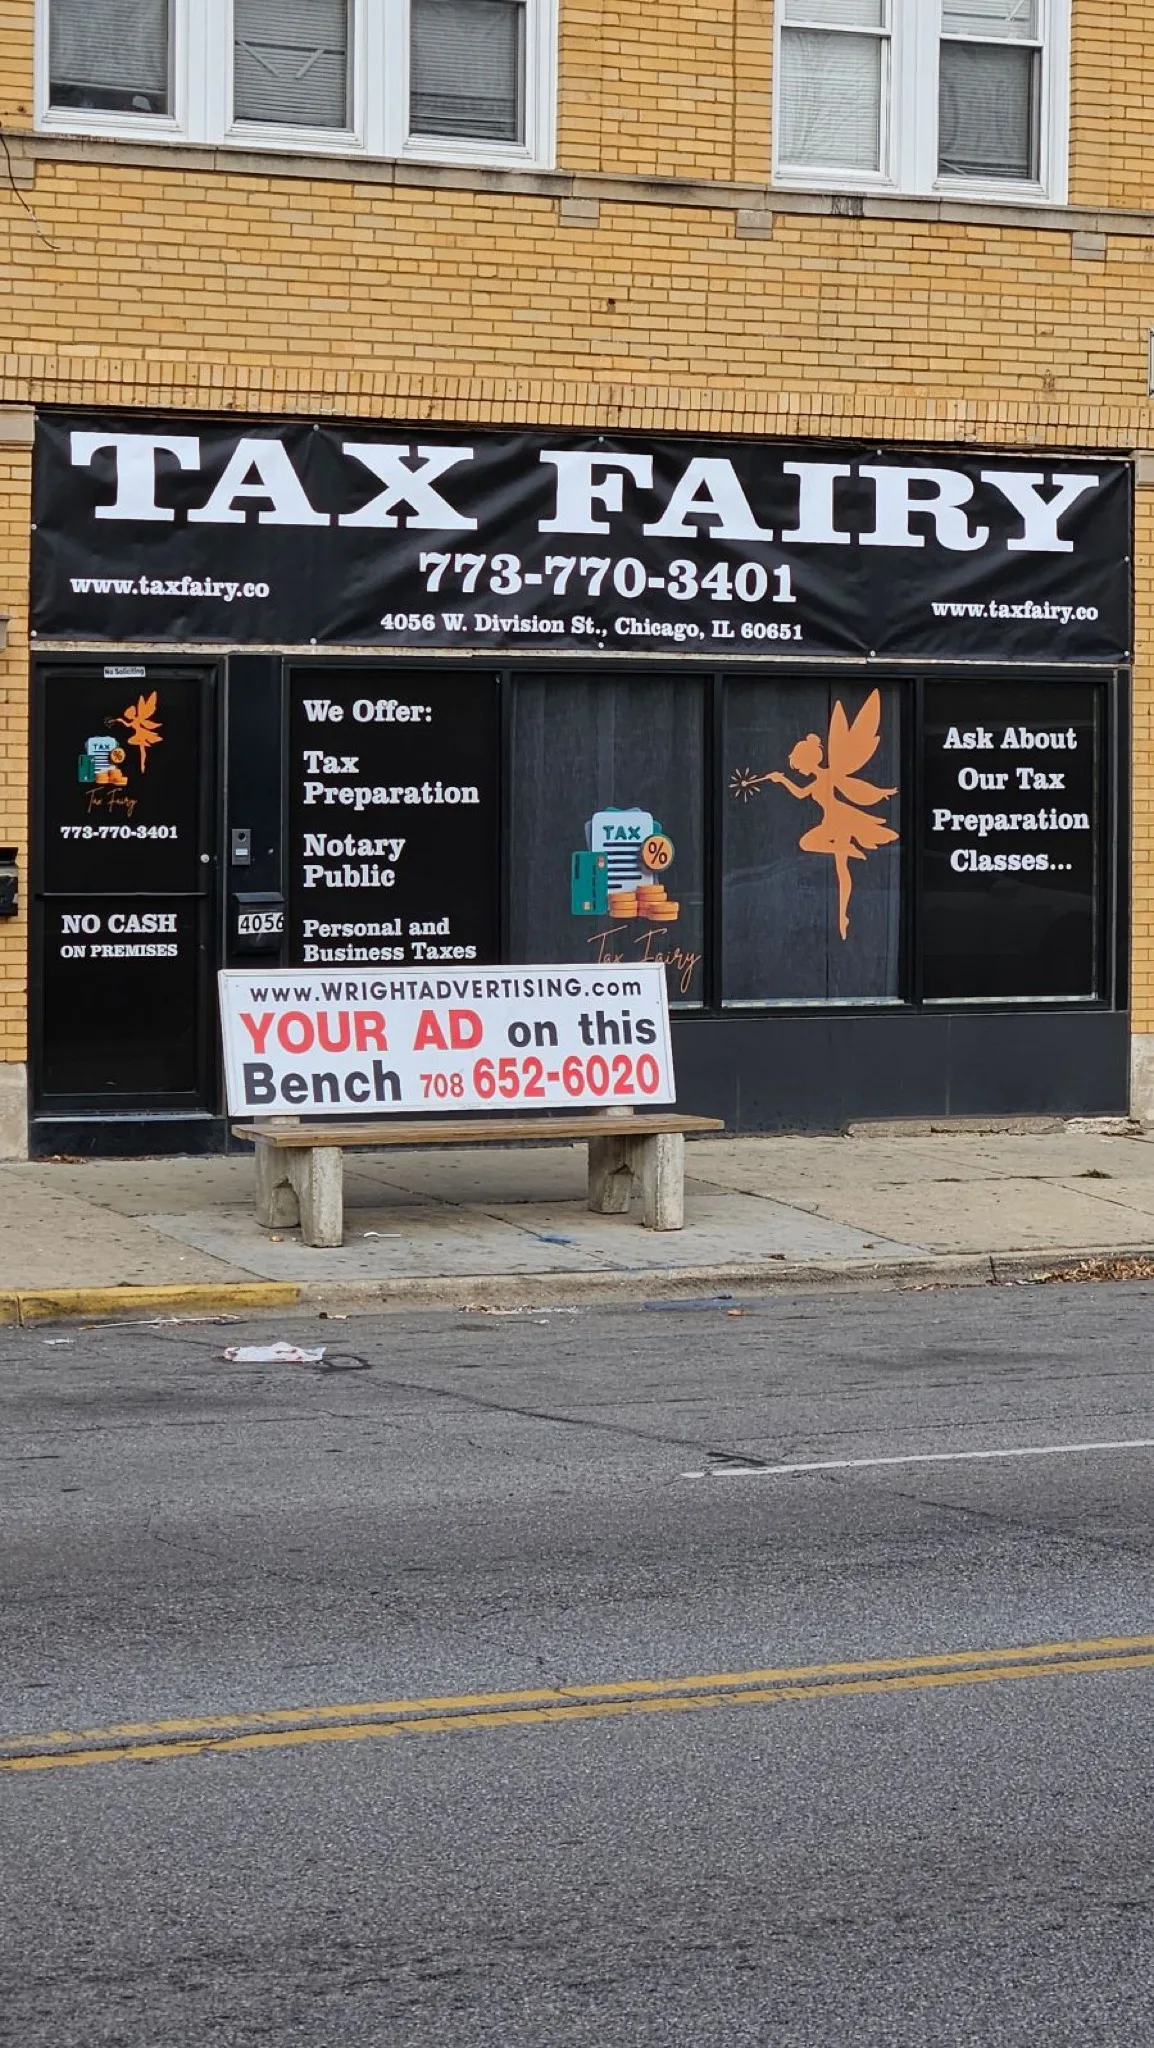 TAX FAIRY
773-770-3401
www.taxfairy.co
4056 W. Division St., Chicago, IL 60651
www.taxfairy.co
No Soliciting
TAX
%
Tax Fairy
773-770-3401
NO CASH
ON PREMISES
4056
We Offer:
Tax
Preparation
Notary
Public
Personal and
Business Taxes
TAX
%
Tax Fairy
Ask About
Our Tax
Preparation
Classes...
www.WRIGHTADVERTISING.com
YOUR AD on this
Bench 708 652-6020